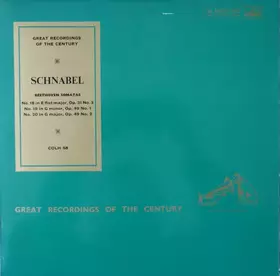 GREAT RECORDINGS
OF THE CENTURY
SCHNABEL
BEETHOVEN SONATAS
No. 18 in E flat major, Op. 31 No. 3
No. 19 in G minor, Op. 49 No. 1
No. 20 in G major, Op. 49 No. 2
COLH 58
GREAT RECORDINGS OF THE CENTURY